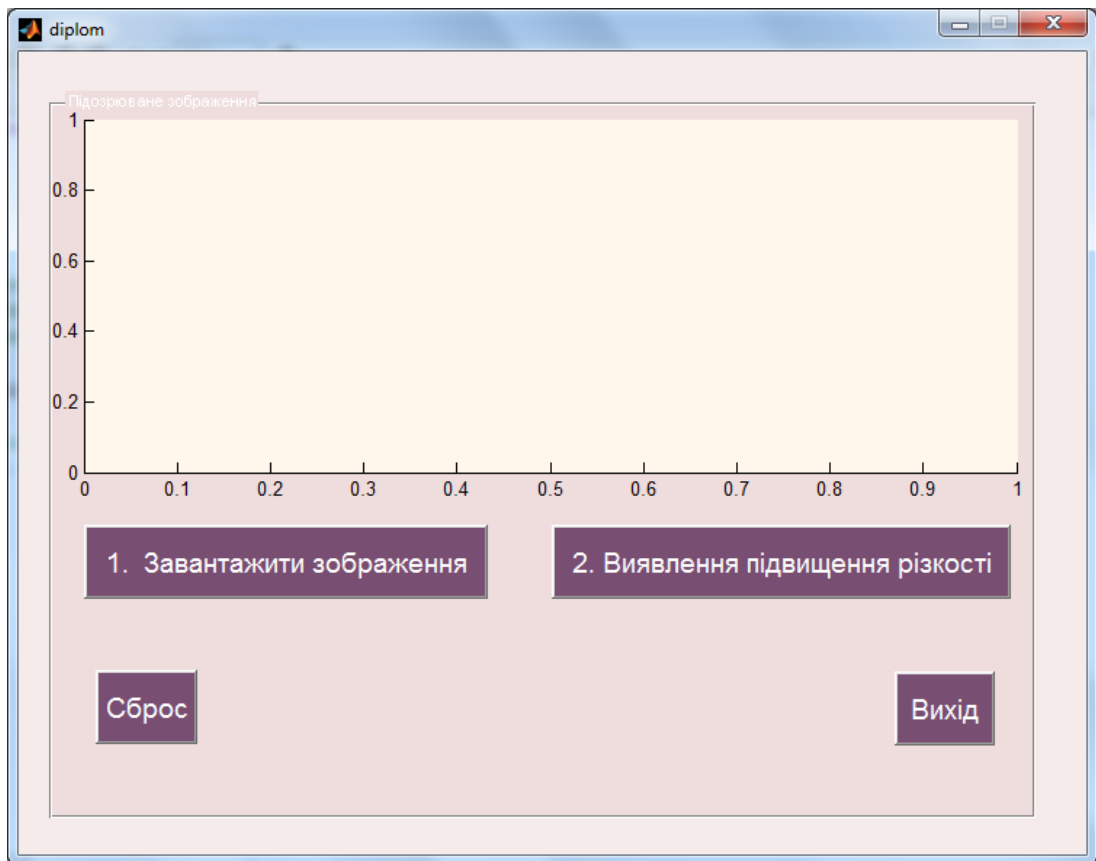 diplom
Підозрюване зображення
1
0.8
0.6
0.4
0.2
0
0 0.1 0.2 0.3 0.4 0.5 0.6 0.7 0.8 0.9 1
1. Завантажити зображення
2. Виявлення підвищення різкості
Сброс
Вихід